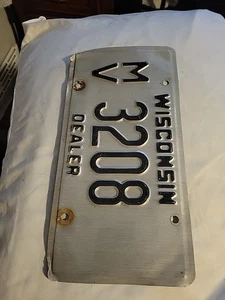 WISCONSIN
MV 3208
DEALER